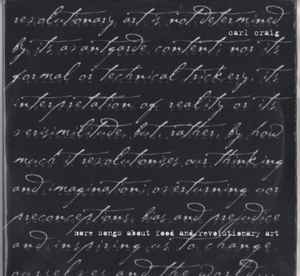 revolutionary art is not determined
by its avantgarde content, nor its
carl craig
formal or technical trickery, its
interpretation of reality or its
verisimilitude, but, rather, by how
much it revolutionises our thinking
and imagination; overturning our
preconceptions, bias and prejudice
more songs about food and revolutionary art
and inspiring us to change
ourselves and the world